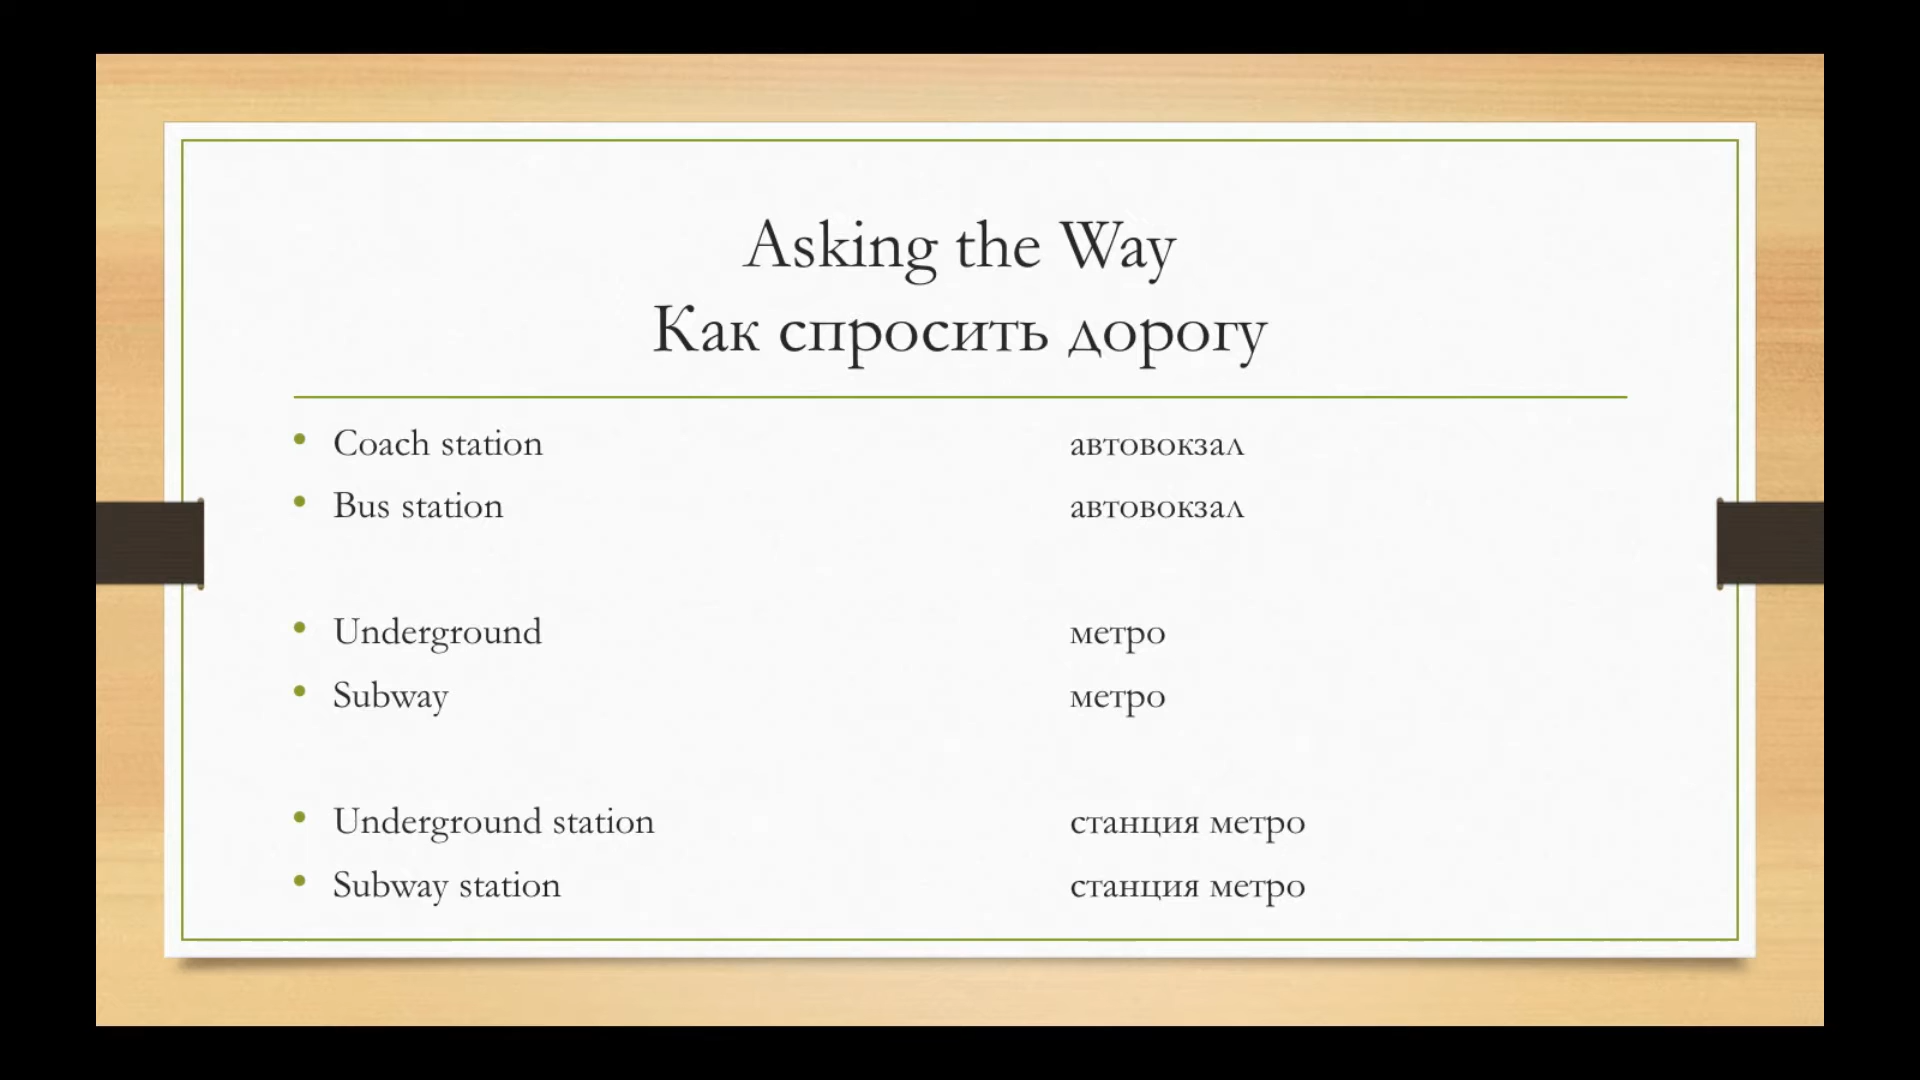 Asking the Way
Как спросить дорогу
• Coach station автовокзал
• Bus station автовокзал
• Underground метро
• Subway метро
• Underground station станция метро
• Subway station станция метро